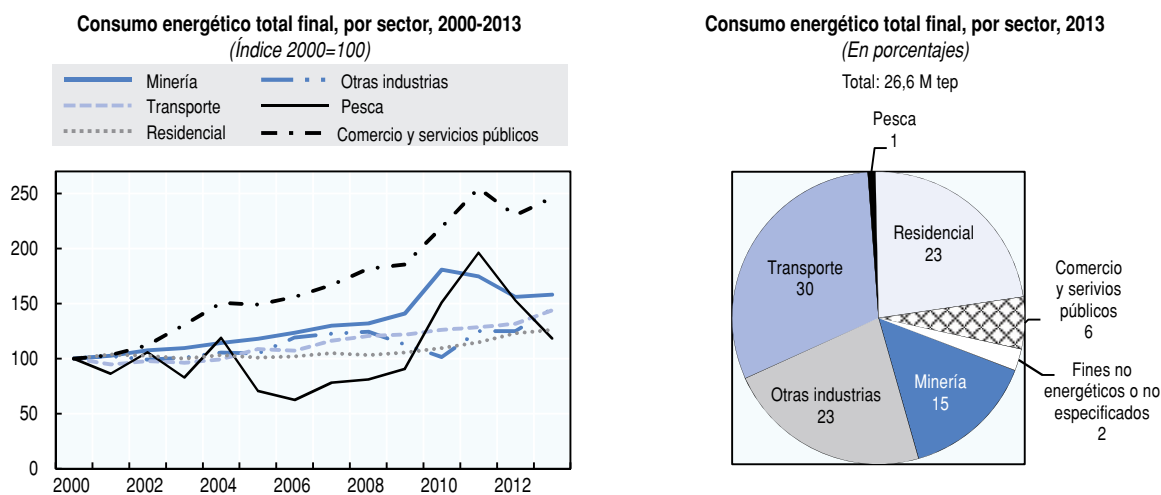 Consumo energético total final, por sector, 2000-2013
(Índice 2000=100)
Minería
Otras industrias
Transporte
Pesca
Residencial
Comercio y servicios públicos
250
200
150
100
50
0
2000
2002
2004
2006
2008
2010
2012
Consumo energético total final, por sector, 2013
(En porcentajes)
Total: 26,6 M tep
Pesca
1
Residencial
23
Comercio
y serivios
públicos
6
Fines no
energéticos o no
especificados
2
Minería
15
Otras industrias
23
Transporte
30